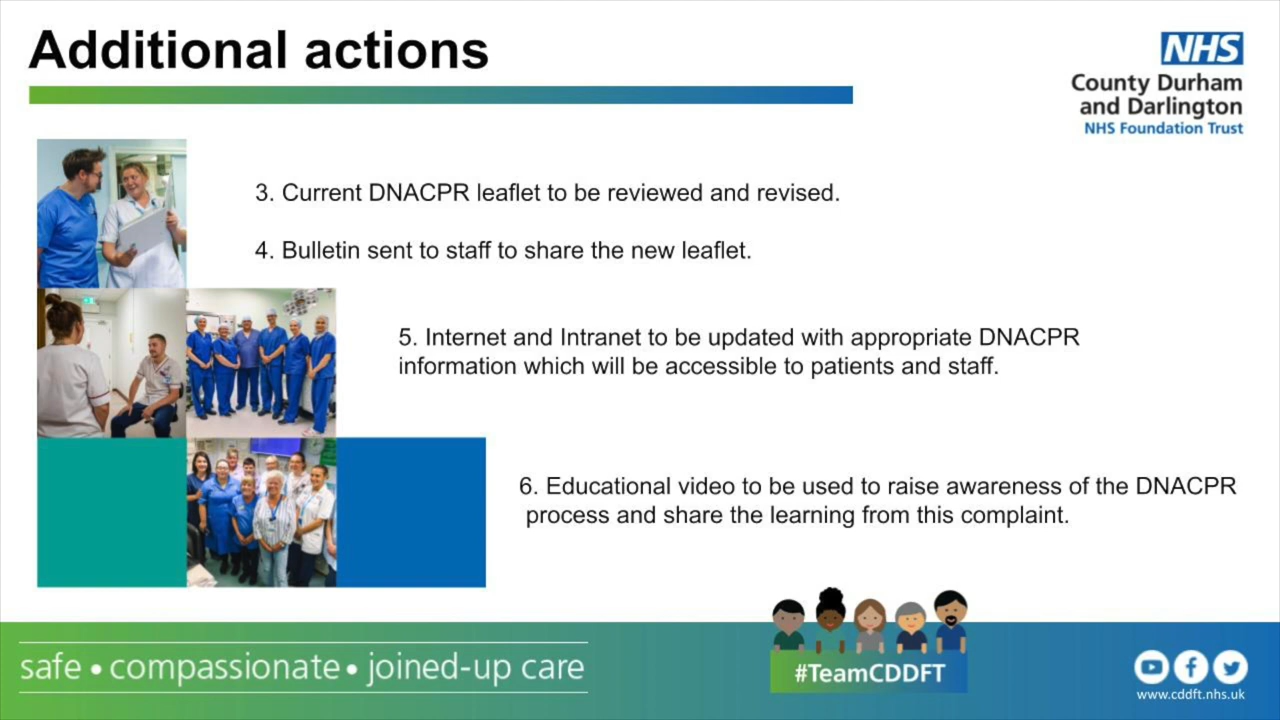 Additional actions
NHS
County Durham
and Darlington
NHS Foundation Trust
3. Current DNACPR leaflet to be reviewed and revised.
4. Bulletin sent to staff to share the new leaflet.
5. Internet and Intranet to be updated with appropriate DNACPR
information which will be accessible to patients and staff.
6. Educational video to be used to raise awareness of the DNACPR
process and share the learning from this complaint.
safe • compassionate • joined-up care
#TeamCDDFT
www.cddft.nhs.uk